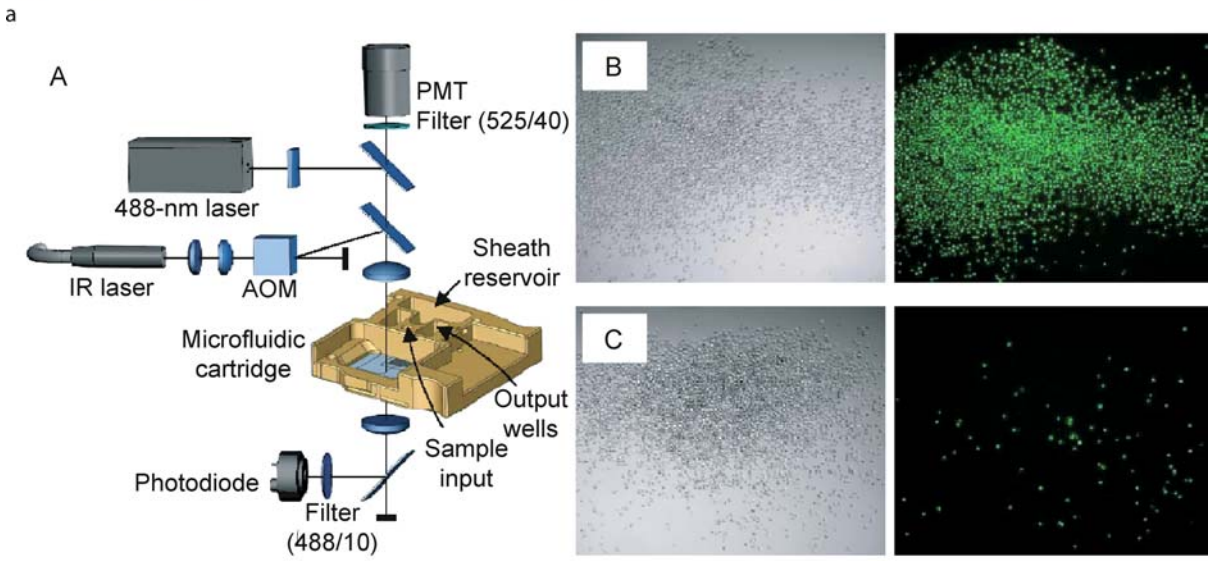 a
A
PMT
Filter (525/40)
488-nm laser
IR laser
AOM
Sheath
reservoir
Microfluidic
cartridge
Output
wells
Sample
input
Photodiode
Filter
(488/10)
B
C